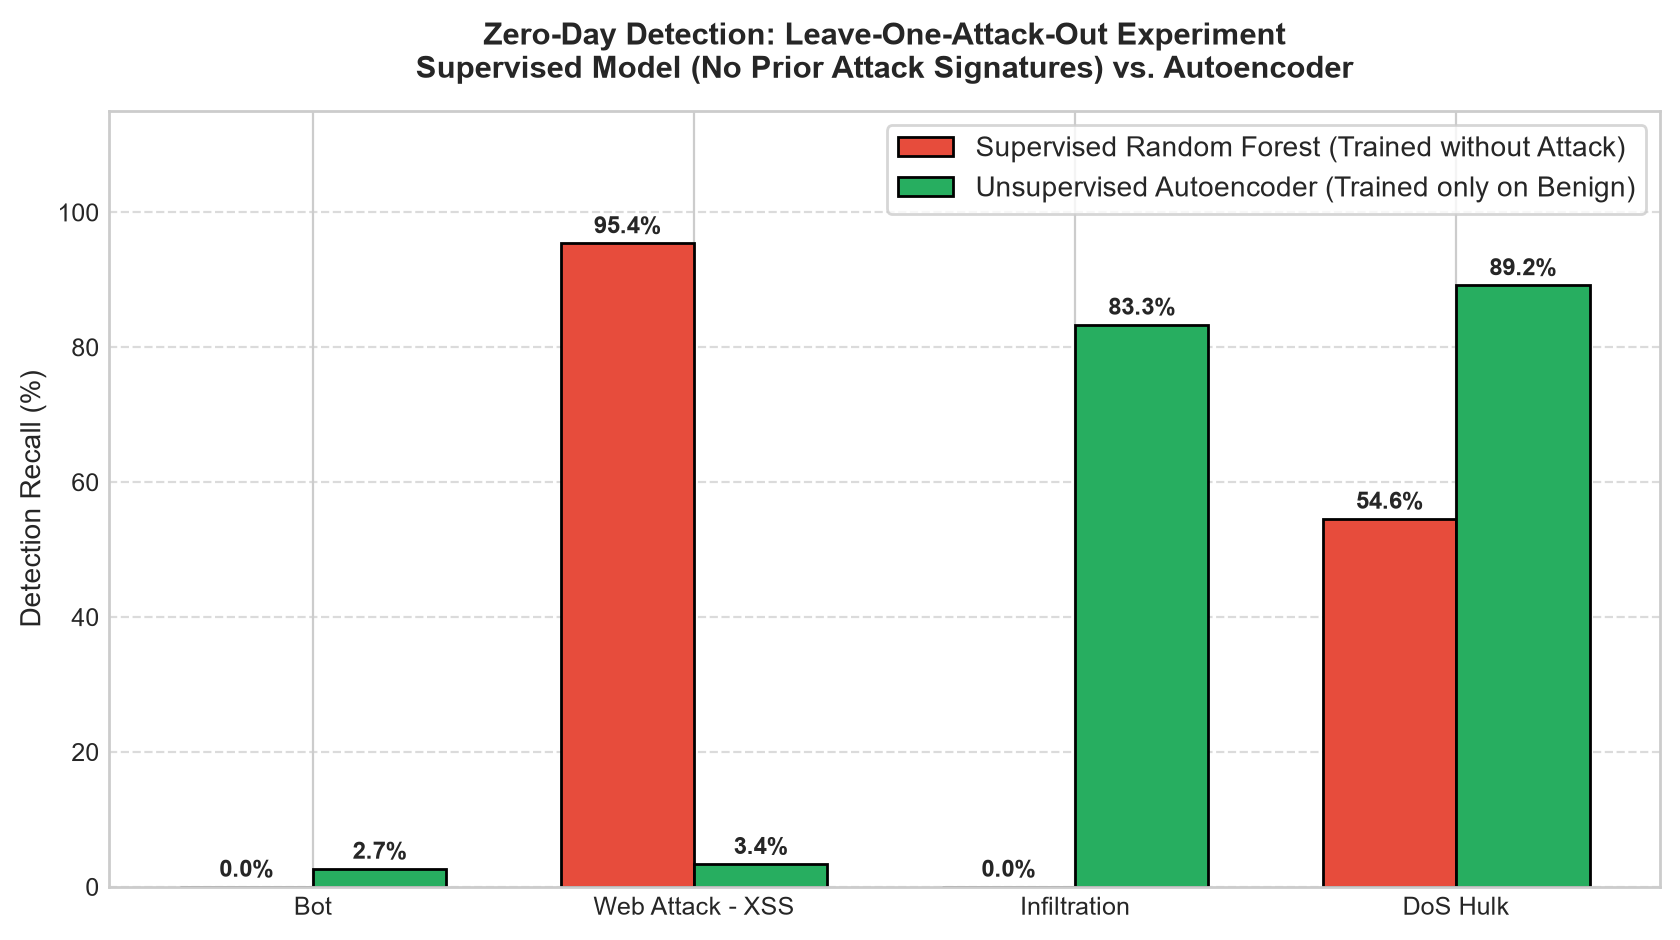 Zero-Day Detection: Leave-One-Attack-Out Experiment
Supervised Model (No Prior Attack Signatures) vs. Autoencoder
Supervised Random Forest (Trained without Attack)
Unsupervised Autoencoder (Trained only on Benign)
Detection Recall (%)
100
80
60
40
20
0
0.0%
2.7%
95.4%
3.4%
0.0%
83.3%
54.6%
89.2%
Bot
Web Attack - XSS
Infiltration
DoS Hulk